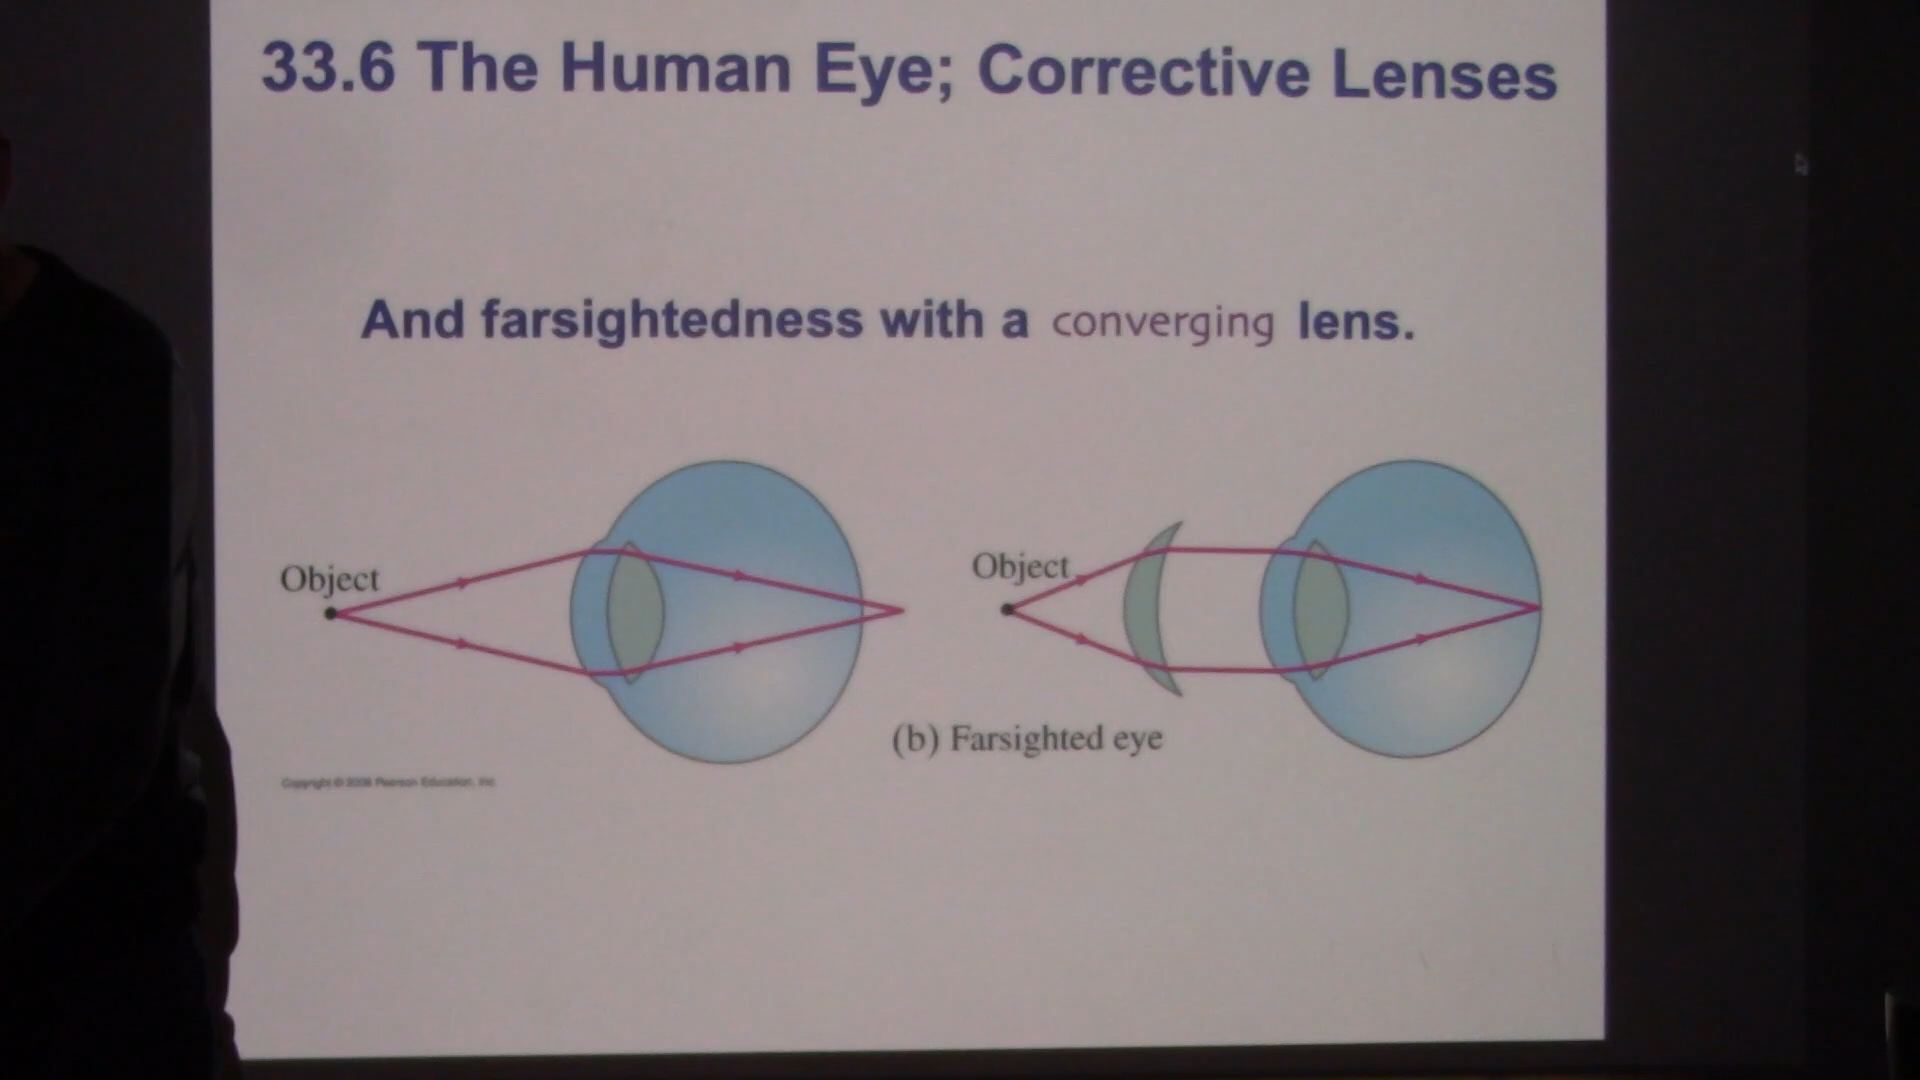 33.6 The Human Eye; Corrective Lenses
And farsightedness with a converging lens.
Object
Object
(b) Farsighted eye
Copyright © 2008 Pearson Education, Inc.